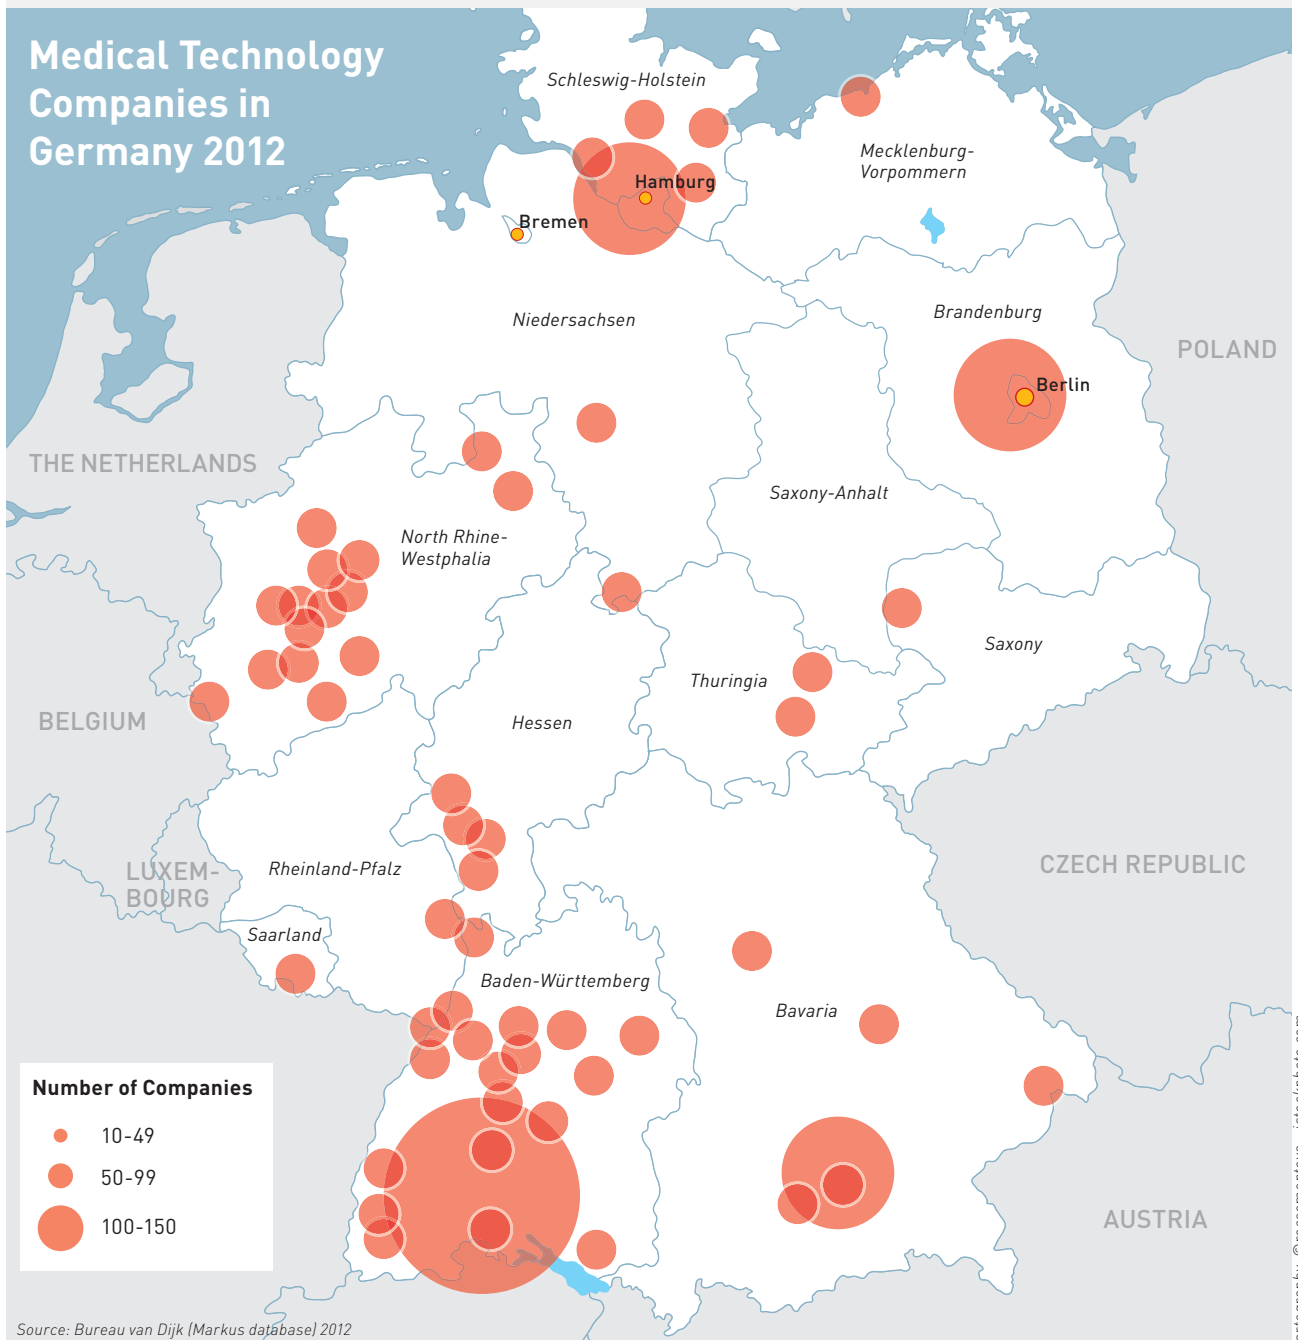 Medical Technology
Companies in
Germany 2012
Schleswig-Holstein
Mecklenburg-
Vorpommern
Hamburg
Bremen
Niedersachsen
Brandenburg
POLAND
Berlin
THE NETHERLANDS
Saxony-Anhalt
North Rhine-
Westphalia
Saxony
Thuringia
BELGIUM
Hessen
LUXEM-
BOURG
Rheinland-Pfalz
CZECH REPUBLIC
Saarland
Baden-Württemberg
Bavaria
Number of Companies
10-49
50-99
100-150
AUSTRIA
Source: Bureau van Dijk (Markus database) 2012